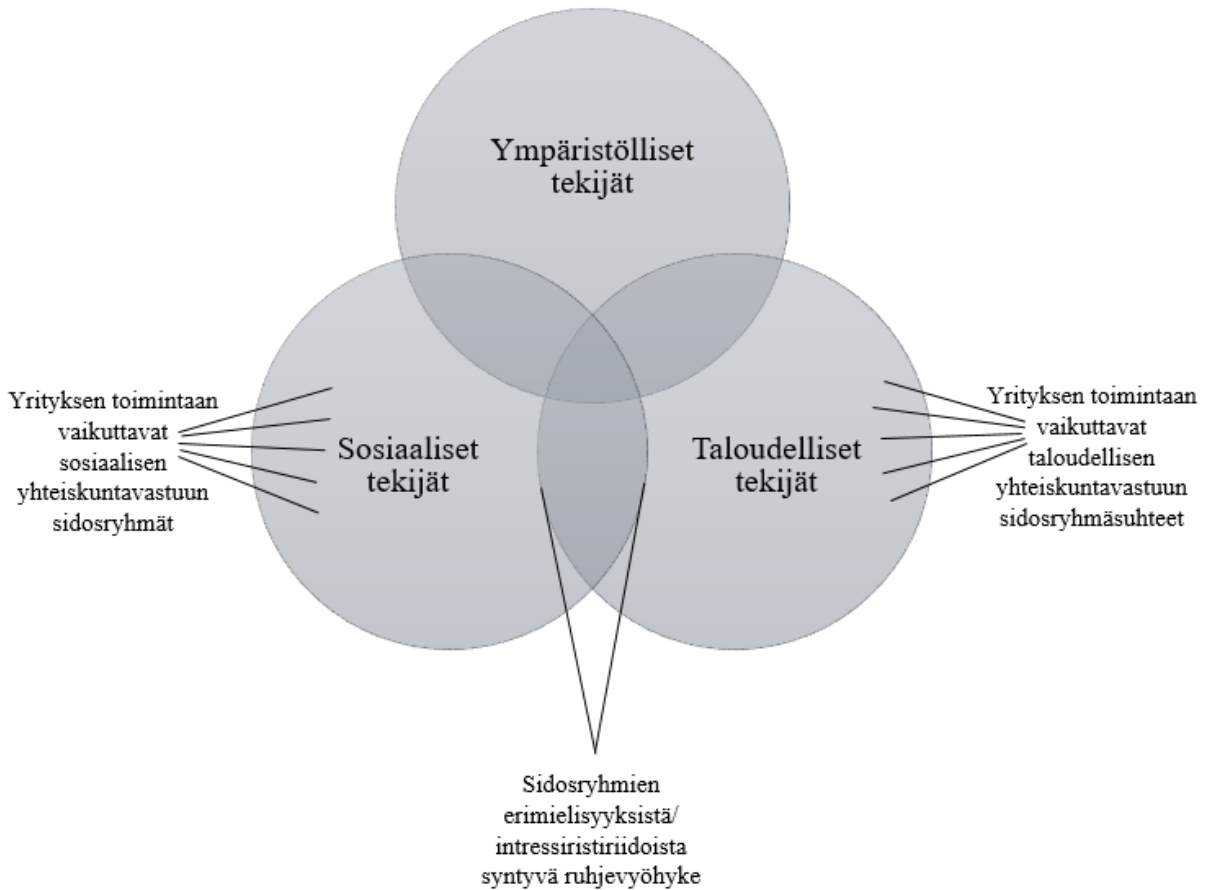 Ympäristölliset
tekijät
Yrityksen toimintaan
vaikuttavat
sosiaalisen
yhteiskuntavastuun
sidosryhmät
Sosiaaliset
tekijät
Taloudelliset
tekijät
Yrityksen toimintaan
vaikuttavat
taloudellisen
yhteiskuntavastuun
sidosryhmäsuhteet
Sidosryhmien
erimielisyyksistä/
intressiristiriidoista
syntyvä ruhjevyöhyke